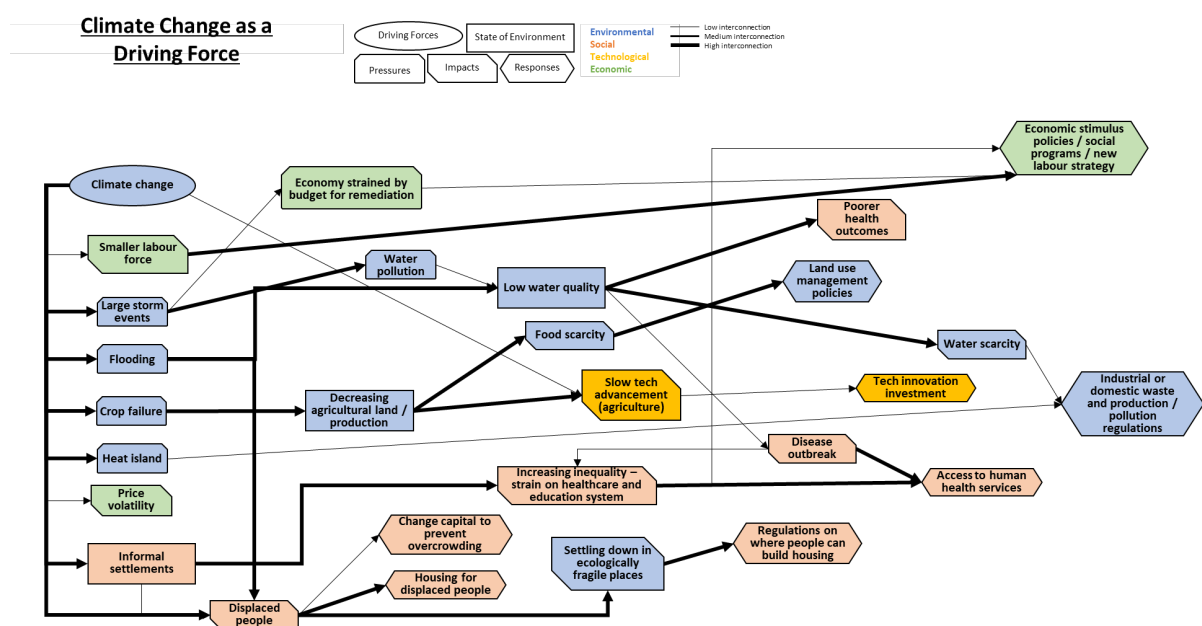 Climate Change as a
Driving Force
Driving Forces
State of Environment
Pressures
Impacts
Responses
Environmental
Social
Technological
Economic
Low interconnection
Medium interconnection
High interconnection
Economic stimulus
policies / social
programs / new
labour strategy
Climate change
Economy strained by
budget for remediation
Poorer
health
outcomes
Smaller labour
force
Water
pollution
Low water quality
Land use
management
policies
Large storm
events
Food scarcity
Water scarcity
Flooding
Slow tech
advancement
(agriculture)
Tech innovation
investment
Industrial or
domestic waste
and production /
pollution
regulations
Crop failure
Decreasing
agricultural land /
production
Heat island
Disease
outbreak
Increasing inequality –
strain on healthcare and
education system
Access to human
health services
Price
volatility
Change capital to
prevent
overcrowding
Regulations on
where people can
build housing
Informal
settlements
Settling down in
ecologically
fragile places
Housing for
displaced people
Displaced
people